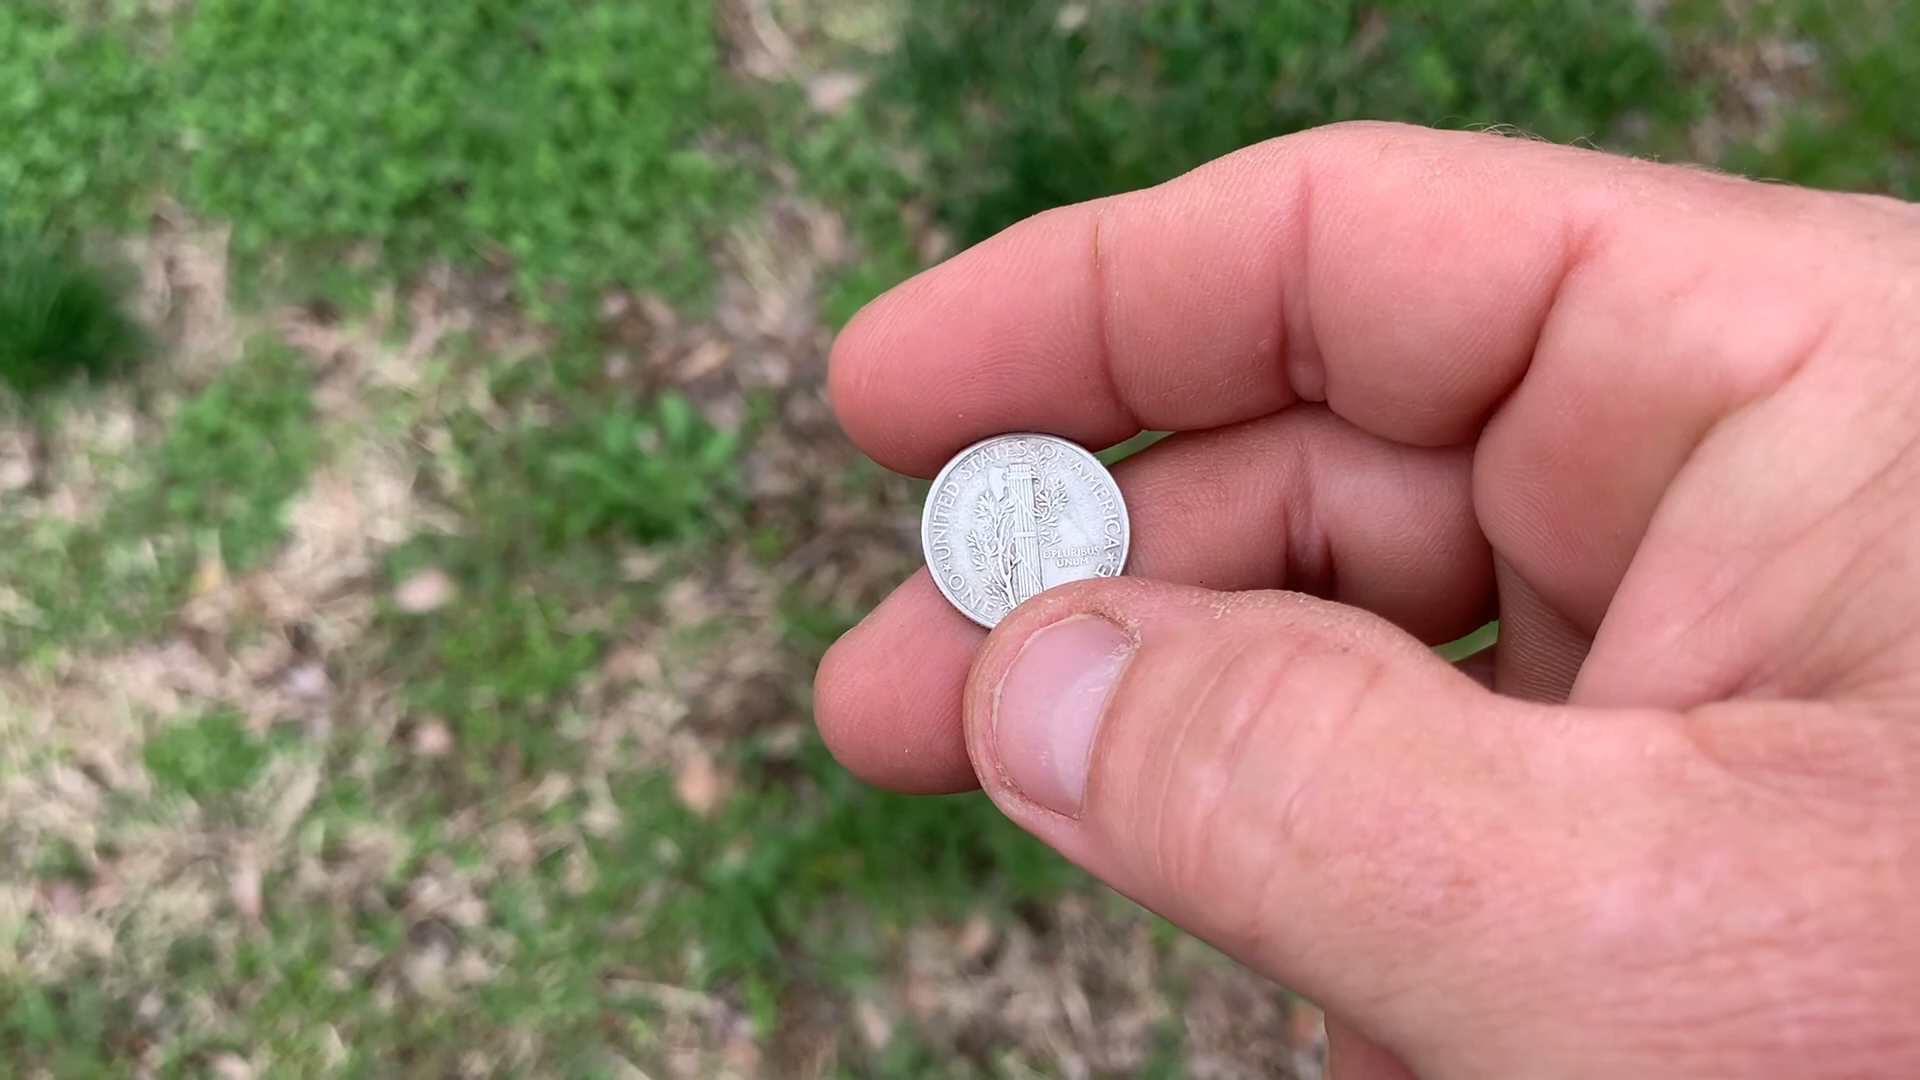 UNITED STATES OF AMERICA
E PLURIBUS
UNUM
ONE
E